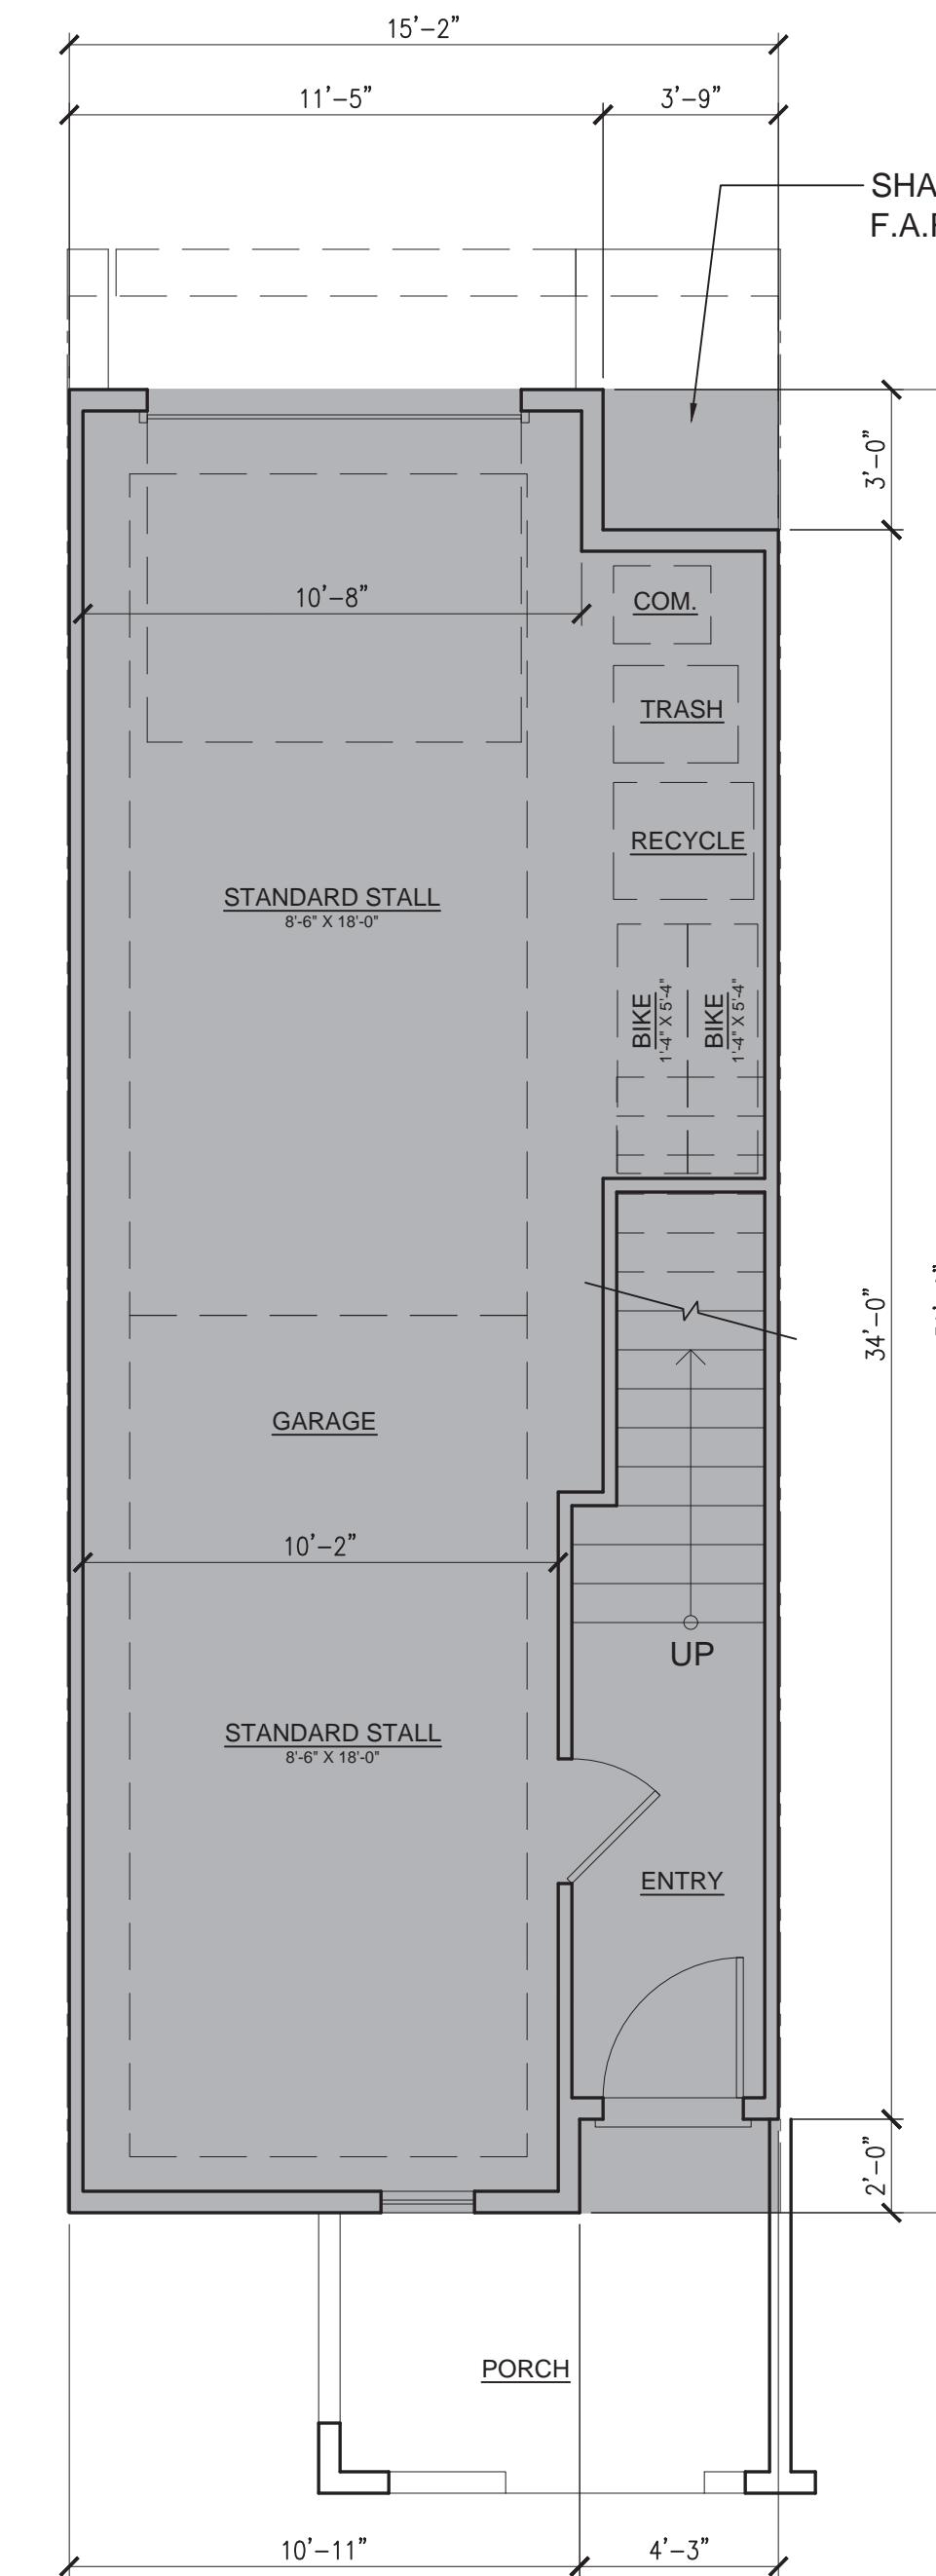 15'-2"
11'-5"
3'-9"
3'-0"
10'-8"
COM.
TRASH
RECYCLE
STANDARD STALL
8'-6" X 18'-0"
BIKE
1'-4" X 5'-4"
BIKE
1'-4" X 5'-4"
34'-0"
GARAGE
10'-2"
UP
STANDARD STALL
8'-6" X 18'-0"
ENTRY
2'-0"
PORCH
10'-11"
4'-3"